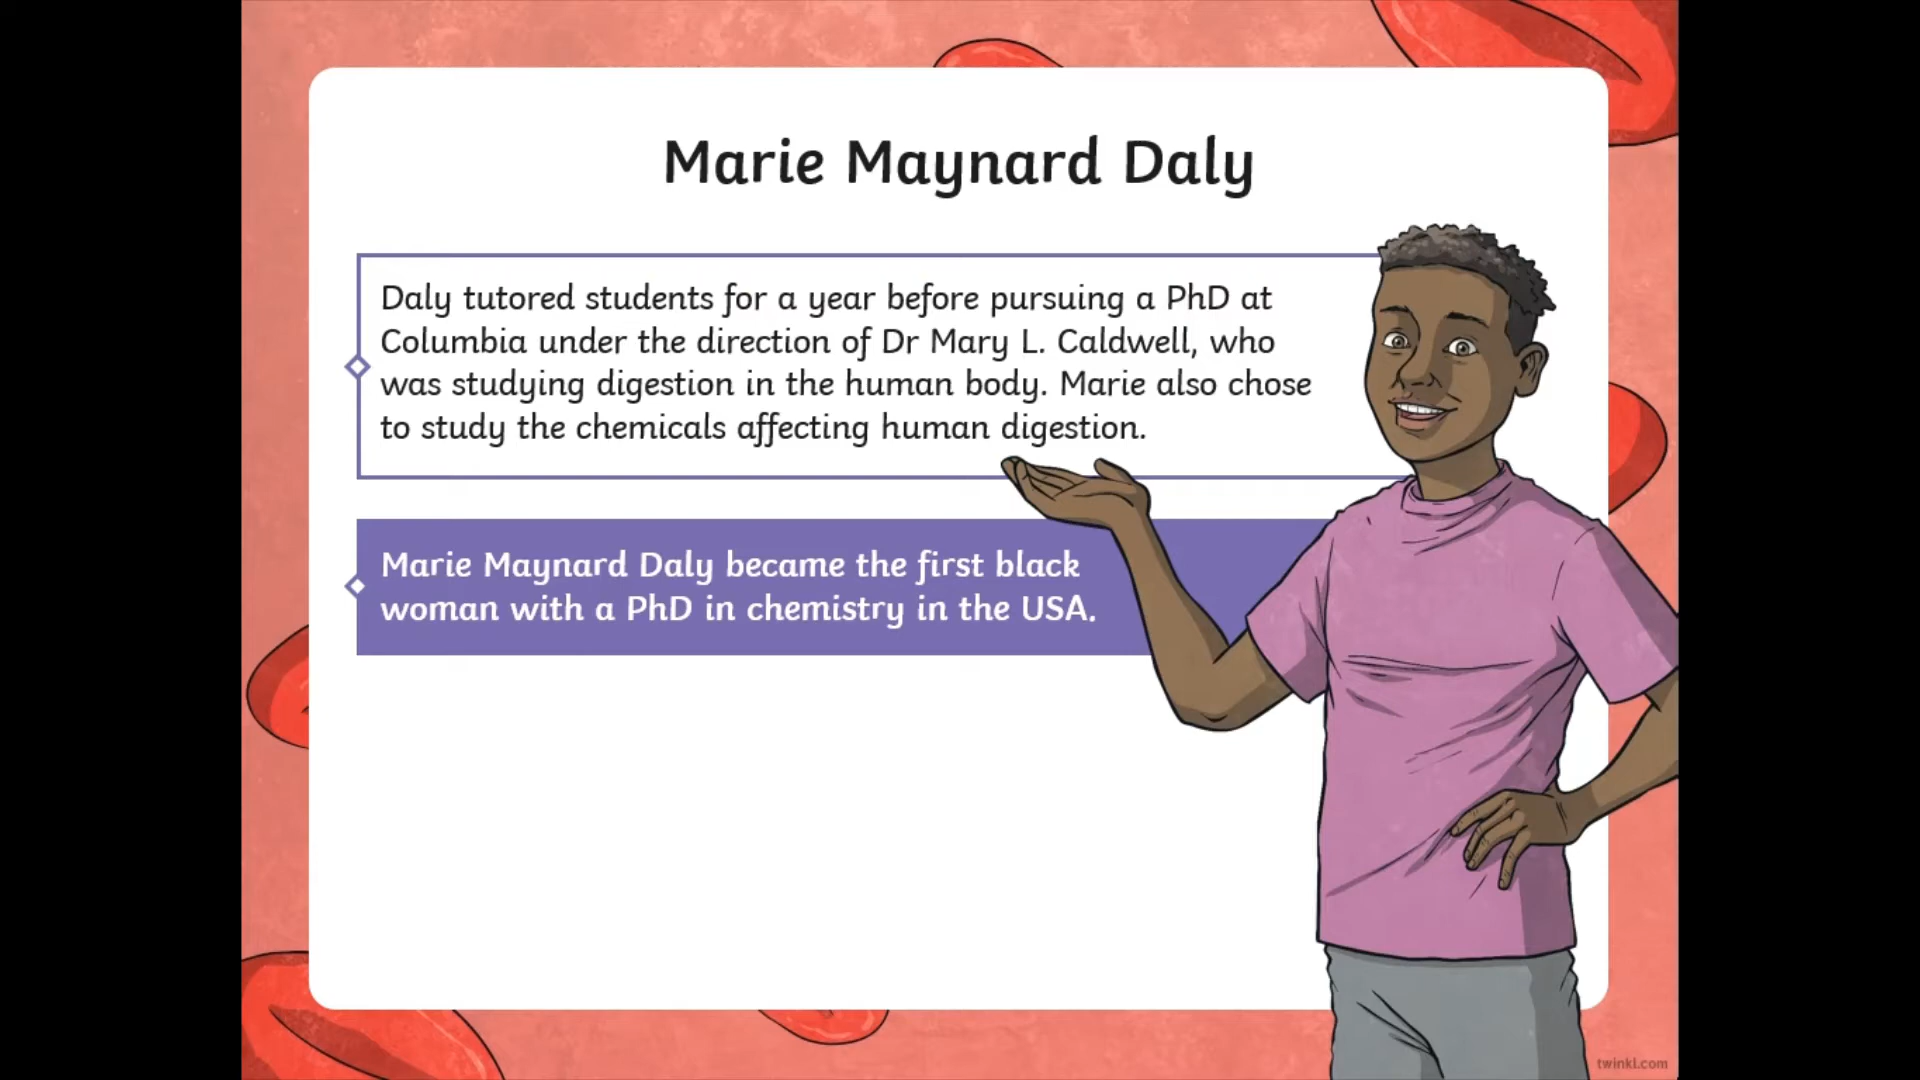 Marie Maynard Daly
Daly tutored students for a year before pursuing a PhD at
Columbia under the direction of Dr Mary L. Caldwell, who
was studying digestion in the human body. Marie also chose
to study the chemicals affecting human digestion.
Marie Maynard Daly became the first black
woman with a PhD in chemistry in the USA.
twinkl.com